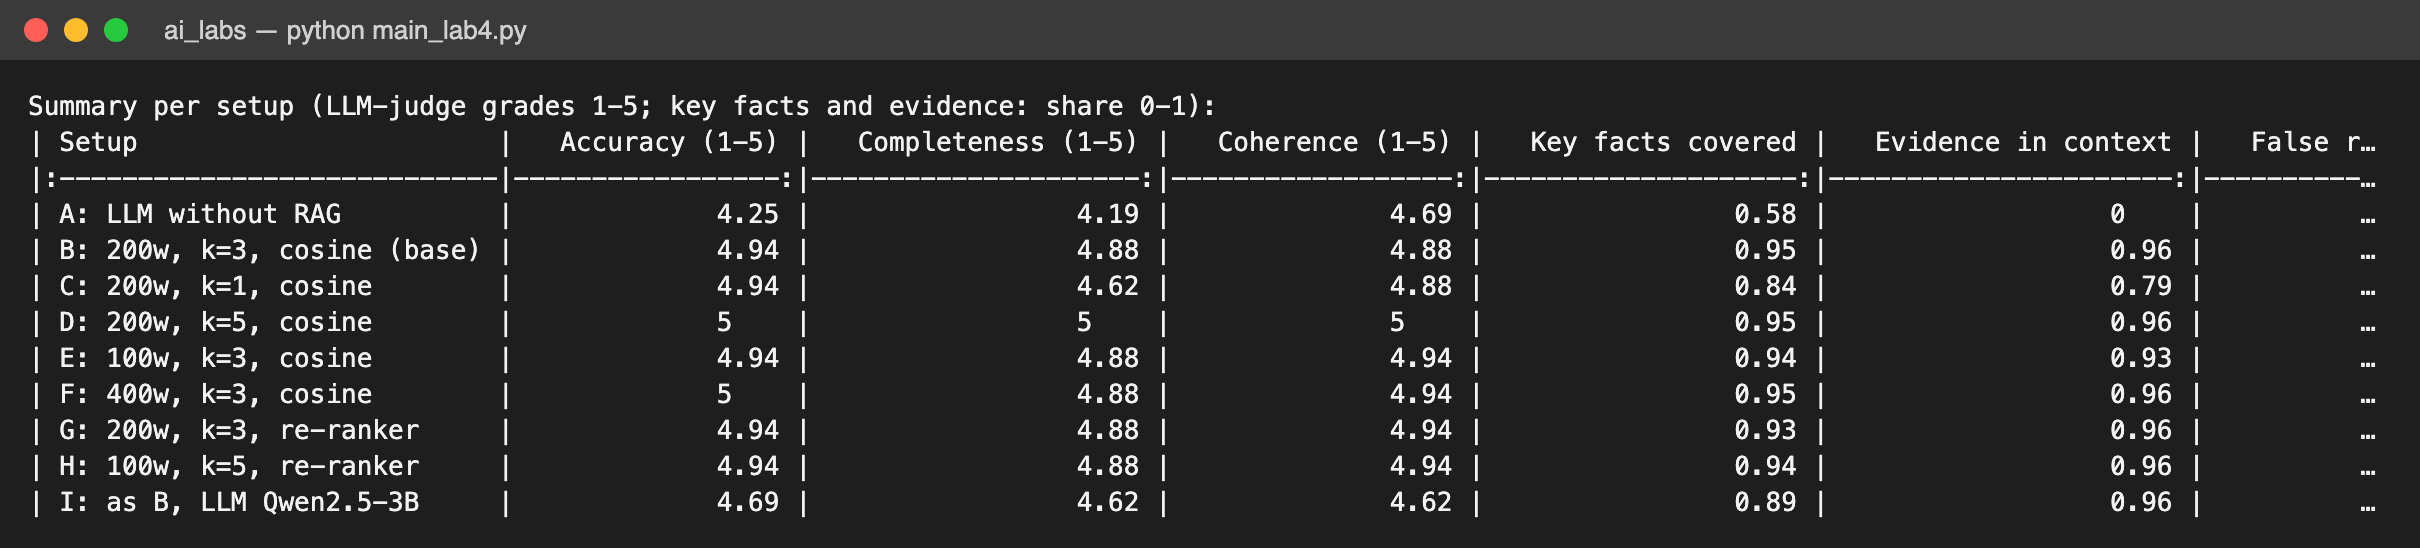 ai_labs — python main_lab4.py
Summary per setup (LLM-judge grades 1-5; key facts and evidence: share 0-1):
| Setup                      |   Accuracy (1-5) |   Completeness (1-5) |   Coherence (1-5) |   Key facts covered |   Evidence in context |   False r…
|:----------------------------|-----------------:|---------------------:|------------------:|--------------------:|----------------------:|----------…
| A: LLM without RAG          |             4.25 |                 4.19 |              4.69 |                0.58 |                  0    |          …
| B: 200w, k=3, cosine (base) |             4.94 |                 4.88 |              4.88 |                0.95 |                  0.96 |          …
| C: 200w, k=1, cosine        |             4.94 |                 4.62 |              4.88 |                0.84 |                  0.79 |          …
| D: 200w, k=5, cosine        |             5    |                 5    |              5    |                0.95 |                  0.96 |          …
| E: 100w, k=3, cosine        |             4.94 |                 4.88 |              4.94 |                0.94 |                  0.93 |          …
| F: 400w, k=3, cosine        |             5    |                 4.88 |              4.94 |                0.95 |                  0.96 |          …
| G: 200w, k=3, re-ranker     |             4.94 |                 4.88 |              4.94 |                0.93 |                  0.96 |          …
| H: 100w, k=5, re-ranker     |             4.94 |                 4.88 |              4.94 |                0.94 |                  0.96 |          …
| I: as B, LLM Qwen2.5-3B     |             4.69 |                 4.62 |              4.62 |                0.89 |                  0.96 |          …